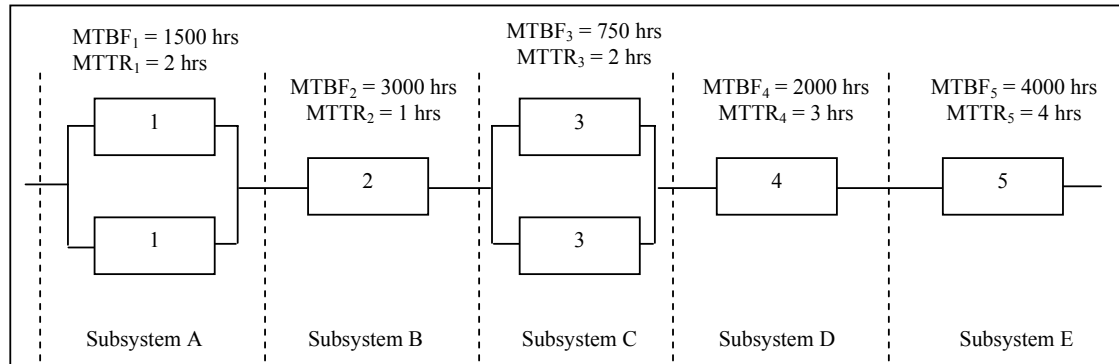 MTBF₁ = 1500 hrs
MTTR₁ = 2 hrs
MTBF₂ = 3000 hrs
MTTR₂ = 1 hrs
MTBF₃ = 750 hrs
MTTR₃ = 2 hrs
MTBF₄ = 2000 hrs
MTTR₄ = 3 hrs
MTBF₅ = 4000 hrs
MTTR₅ = 4 hrs
1
1
2
3
3
4
5
Subsystem A
Subsystem B
Subsystem C
Subsystem D
Subsystem E